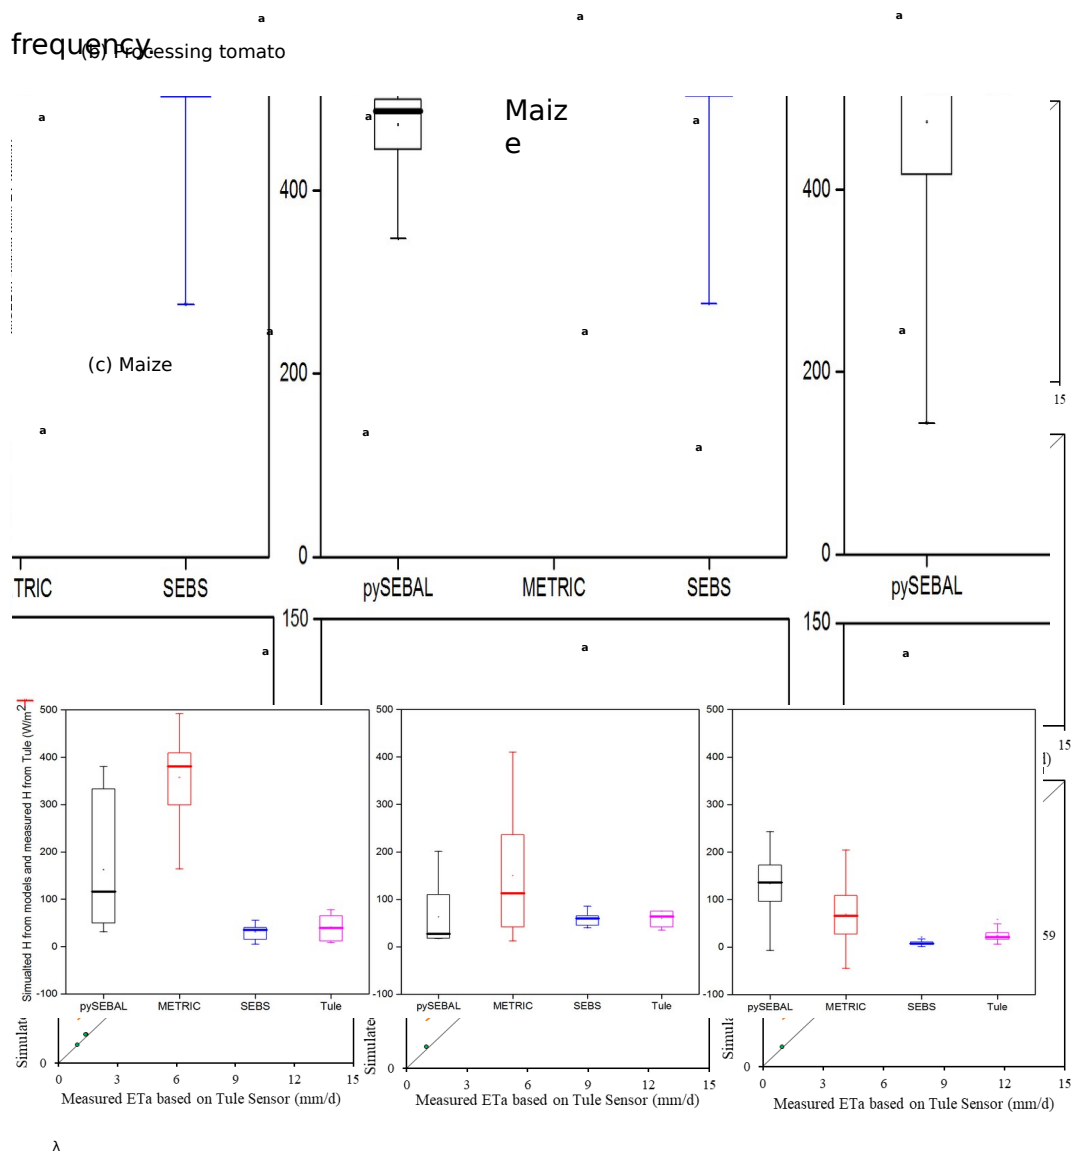 a a a
frequency.
(b) Processing tomato
Maiz
e
a a a
400 400
a a a
(c) Maize
200 200
15
a a a
0 0
TRIC SEBS pySEBAL METRIC SEBS pySEBAL
150 150
a a a
15
)
59
Simualted H from models and measured H from Tule (W/m2
500 500 500
400 400 400
300 300 300
200 200 200
100 100 100
0 0 0
-100 -100 -100
pySEBAL METRIC SEBS Tule pySEBAL METRIC SEBS Tule pySEBAL METRIC SEBS Tule
Simulate Simulate Simula
0 0 0
0 3 6 9 12 15 0 3 6 9 12 15 0 3 6 9 12 15
Measured ETa based on Tule Sensor (mm/d) Measured ETa based on Tule Sensor (mm/d) Measured ETa based on Tule Sensor (mm/d)
λ